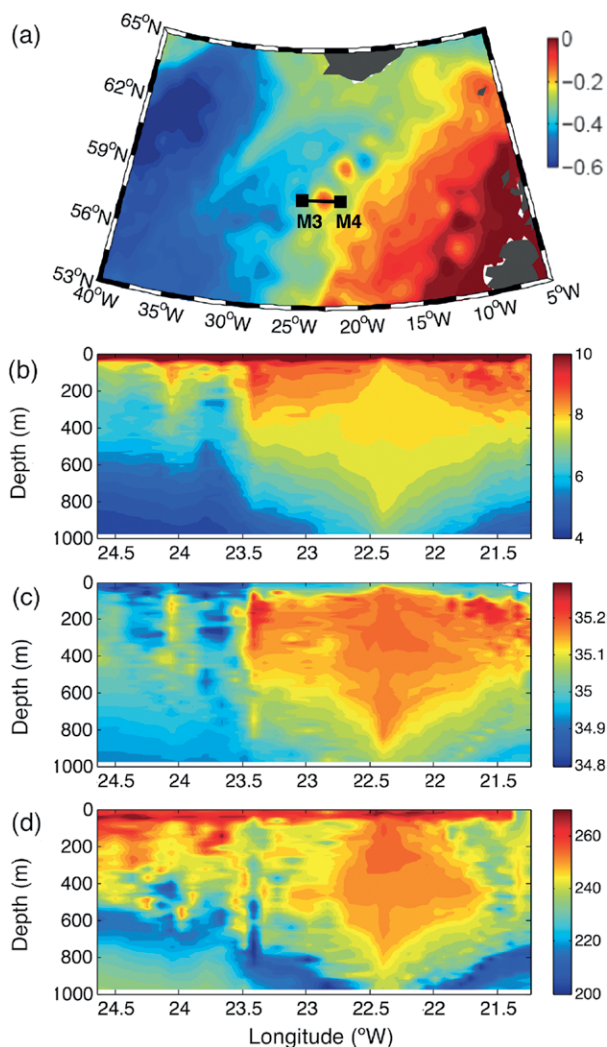 (a)
65°N
62°N
59°N
56°N
53°N
40°W
35°W
30°W
25°W
20°W
15°W
10°W
5°W
M3 M4
0
−0.2
−0.4
−0.6
(b)
Depth (m)
0
200
400
600
800
1000
24.5 24 23.5 23 22.5 22 21.5
10
8
6
4
(c)
Depth (m)
0
200
400
600
800
1000
24.5 24 23.5 23 22.5 22 21.5
35.2
35.1
35
34.9
34.8
(d)
Depth (m)
0
200
400
600
800
1000
24.5 24 23.5 23 22.5 22 21.5
Longitude (°W)
260
240
220
200